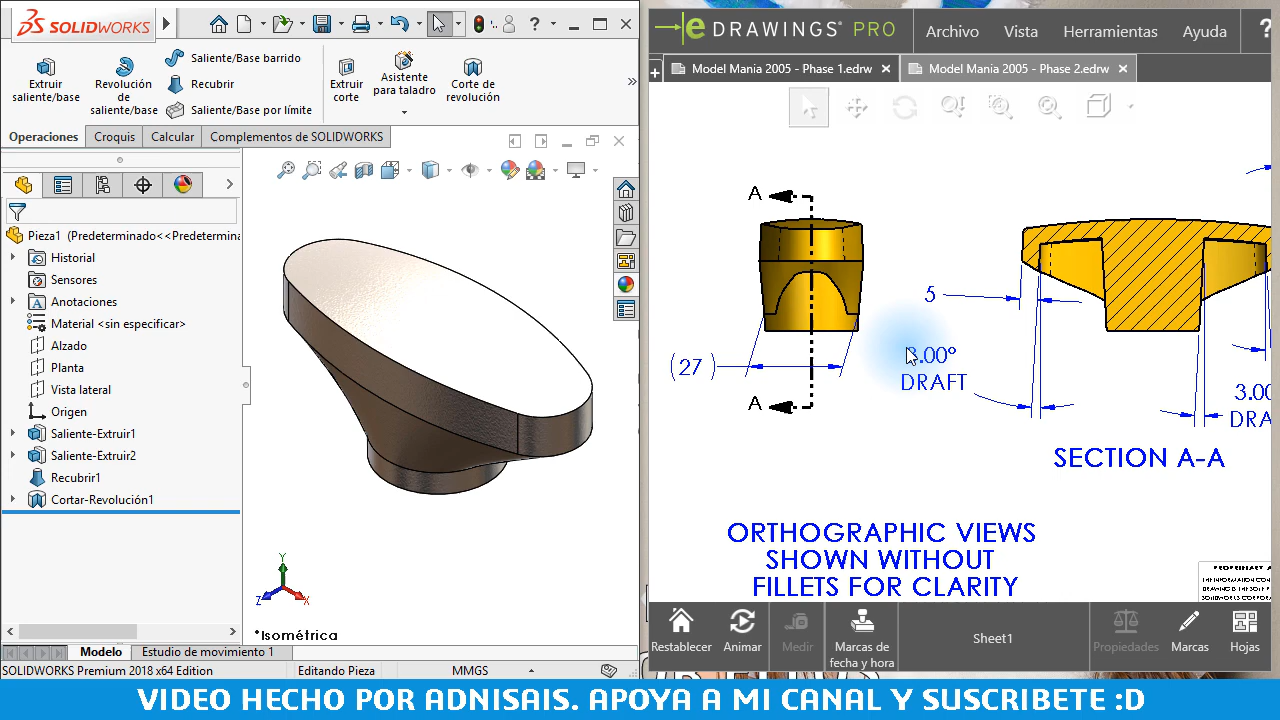 SOLIDWORKS
Extruir
saliente/base
Revolución
de
saliente/base
Saliente/Base barrido
Recubrir
Saliente/Base por límite
Extruir
corte
Asistente
para taladro
Corte de
revolución
Operaciones
Croquis
Calcular
Complementos de SOLIDWORKS
Pieza1 (Predeterminado<<Predetermina
Historial
Sensores
Anotaciones
Material <sin especificar>
Alzado
Planta
Vista lateral
Origen
Saliente-Extruir1
Saliente-Extruir2
Recubrir1
Cortar-Revolución1
Y
Z
X
*Isométrica
Modelo
Estudio de movimiento 1
SOLIDWORKS Premium 2018 x64 Edition
Editando Pieza
MMGS
e DRAWINGS® PRO
Archivo
Vista
Herramientas
Ayuda
?
Model Mania 2005 - Phase 1.edrw
Model Mania 2005 - Phase 2.edrw
A
5
(27)
.00°
DRAFT
A
3.00
DRA
SECTION A-A
ORTHOGRAPHIC VIEWS
SHOWN WITHOUT
FILLETS FOR CLARITY
Restablecer
Animar
Medir
Marcas de
fecha y hora
Sheet1
Propiedades
Marcas
Hojas
VIDEO HECHO POR ADNISAIS. APOYA A MI CANAL Y SUSCRIBETE :D